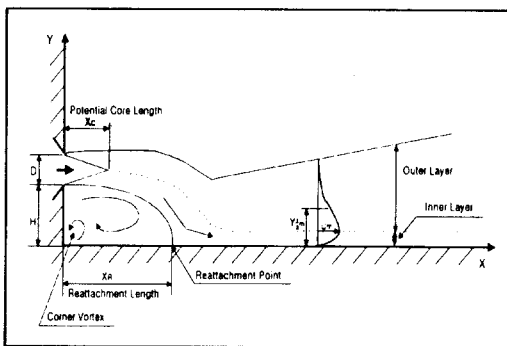 Y
Potential Core Length
Xc
D
H
Outer Layer
Inner Layer
X
XR
Reattachment Point
Reattachment Length
Corner Vortex